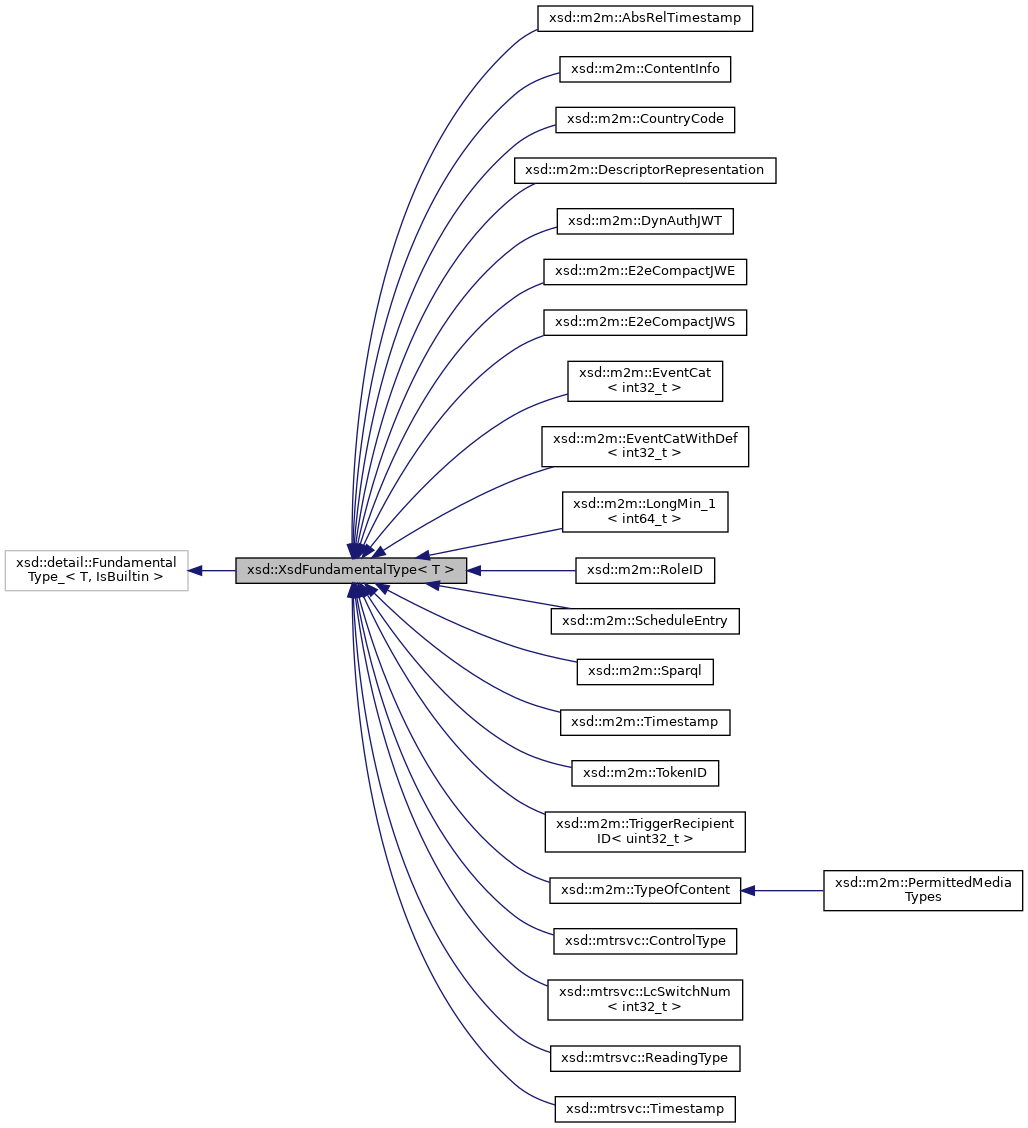 xsd::m2m::AbsRelTimestamp
xsd::m2m::ContentInfo
xsd::m2m::CountryCode
xsd::m2m::DescriptorRepresentation
xsd::m2m::DynAuthJWT
xsd::m2m::E2eCompactJWE
xsd::m2m::E2eCompactJWS
xsd::m2m::EventCat
< int32_t >
xsd::m2m::EventCatWithDef
< int32_t >
xsd::m2m::LongMin_1
< int64_t >
xsd::detail::Fundamental
Type_< T, IsBuiltin >
xsd::XsdFundamentalType< T >
xsd::m2m::RoleID
xsd::m2m::ScheduleEntry
xsd::m2m::Sparql
xsd::m2m::Timestamp
xsd::m2m::TokenID
xsd::m2m::TriggerRecipient
ID< uint32_t >
xsd::m2m::TypeOfContent
xsd::m2m::PermittedMedia
Types
xsd::mtrsvc::ControlType
xsd::mtrsvc::LcSwitchNum
< int32_t >
xsd::mtrsvc::ReadingType
xsd::mtrsvc::Timestamp